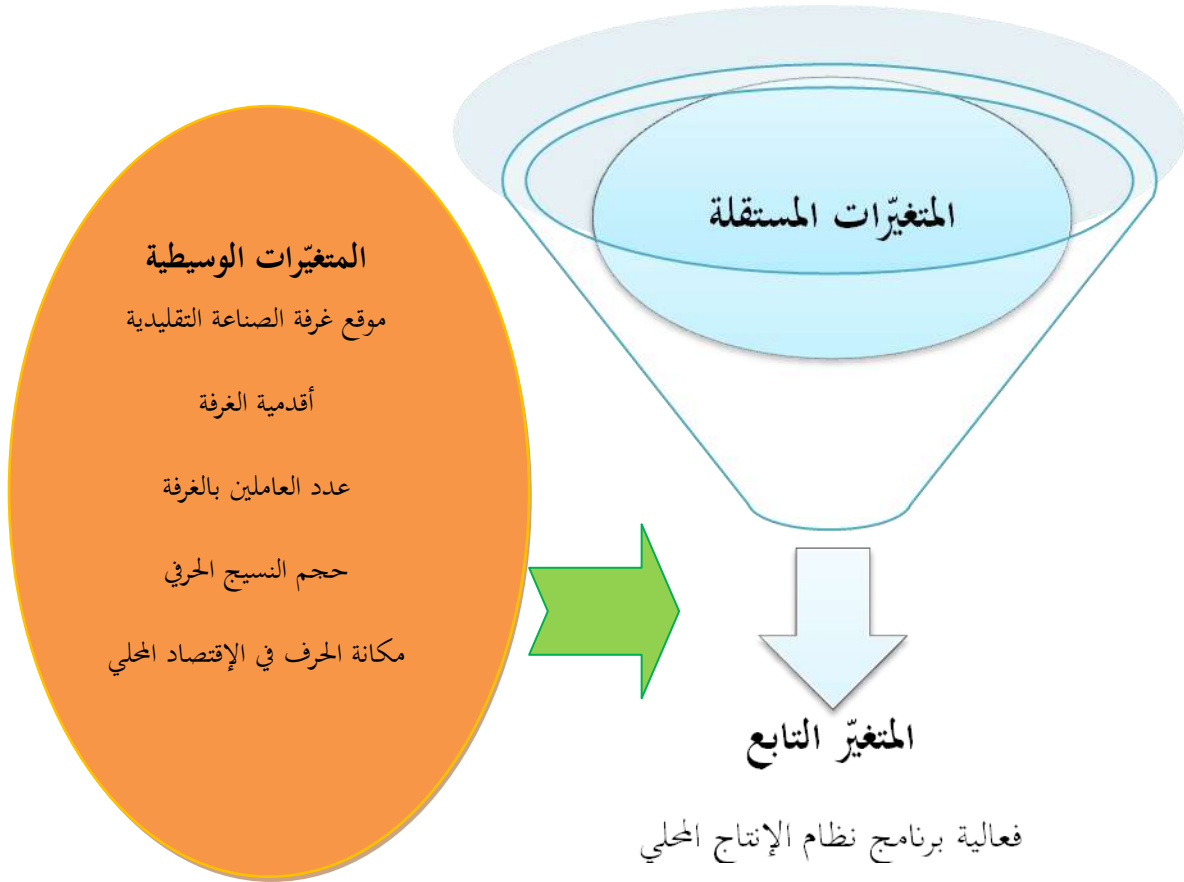 المتغيّرات المستقلة
المتغيّرات الوسيطية
موقع غرفة الصناعة التقليدية
أقدمية الغرفة
عدد العاملين بالغرفة
حجم النسيج الحرفي
مكانة الحرف في الإقتصاد المحلي
المتغيّر التابع
فعالية برنامج نظام الإنتاج المحلي